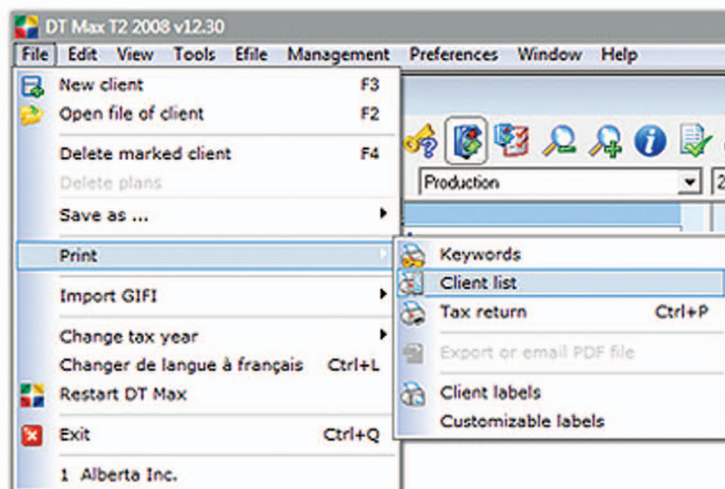 DT Max T2 2008 v12.30
File Edit View Tools Efile Management Preferences Window Help
New client F3
Open file of client F2
Delete marked client F4
Delete plans
Save as ...
Print
Import GIFI
Change tax year
Changer de langue à français Ctrl+L
Restart DT Max
Exit Ctrl+Q
1 Alberta Inc.
Production 2
Keywords
Client list
Tax return Ctrl+P
Export or email PDF file
Client labels
Customizable labels